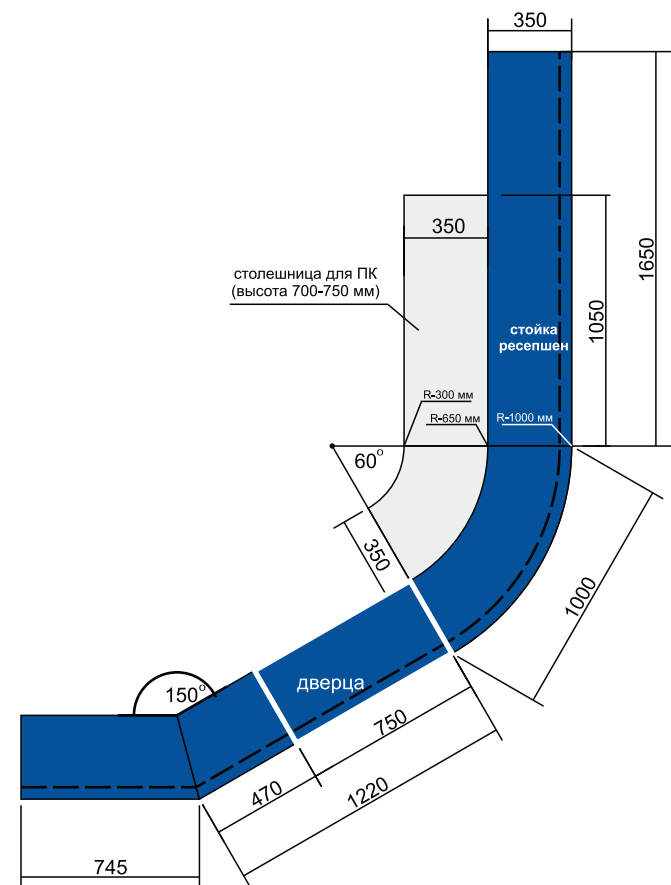 350
350
столешница для ПК
(высота 700-750 мм)
1650
1050
стойка
ресепшен
R-300 мм
R-650 мм
R-1000 мм
60°
350
1000
дверца
150°
750
470
1220
745